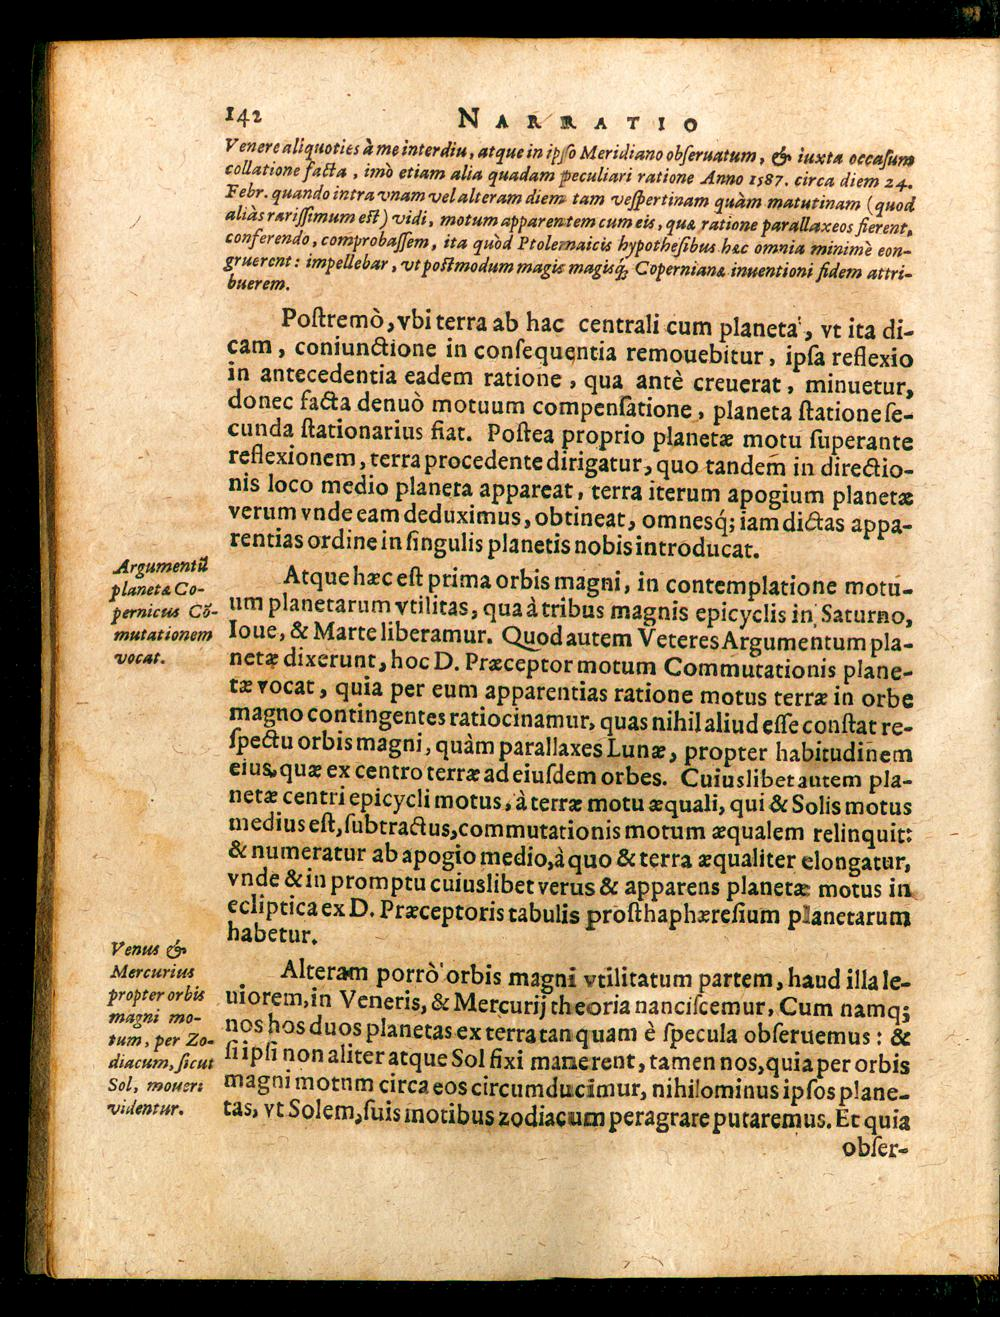 142
NARRATIO
Venere aliquoties à me interdiu, atque in ipſo Meridiano obſeruatum, & iuxta occaſum
collatione facta, imò etiam alia quadam peculiari ratione Anno 1587. circa diem 24.
Febr. quando intra vnam vel alteram diem tam veſpertinam quàm matutinam (quod
aliàs rariſſimum eſt) vidi, motum apparentem cum eis, quæ ratione parallaxeos fierent,
conferendo, comprobaſſem, ita quòd Ptolemaicis hypotheſibus hæc omnia minimè eon-
gruerent: impellebar, vt poſtmodum magis magisq́; Coperniana inuentioni fidem attri-
buerem.
Poſtremò, vbi terra ab hac centrali cum planeta, vt ita di-
cam, coniunctione in conſequentia remouebitur, ipſa reflexio
in antecedentia eadem ratione, qua antè creuerat, minuetur,
donec facta denuò motuum compenſatione, planeta ſtatione ſe-
cunda ſtationarius fiat. Poſtea proprio planetæ motu ſuperante
reflexionem, terra procedente dirigatur, quo tandem in directio-
nis loco medio planeta appareat, terra iterum apogium planetæ
verum vnde eam deduximus, obtineat, omnesq́; iam dictas appa-
rentias ordine in ſingulis planetis nobis introducat.
Argumentū
planetæ Co-
pernicus Cō-
mutationem
vocat.
Atque hæc eſt prima orbis magni, in contemplatione motu-
um planetarum vtilitas, qua à tribus magnis epicyclis in Saturno,
Ioue, & Marte liberamur. Quod autem Veteres Argumentum pla-
netæ dixerunt, hoc D. Præceptor motum Commutationis plane-
tæ vocat, quia per eum apparentias ratione motus terræ in orbe
magno contingentes ratiocinamur, quas nihil aliud eſſe conſtat re-
ſpectu orbis magni, quàm parallaxes Lunæ, propter habitudinem
eius, quæ ex centro terræ ad eiuſdem orbes. Cuiuslibet autem pla-
netæ centri epicycli motus, à terræ motu æquali, qui & Solis motus
medius eſt, ſubtractus, commutationis motum æqualem relinquit:
& numeratur ab apogio medio, à quo & terra æqualiter elongatur,
vnde & in promptu cuiuslibet verus & apparens planetæ motus in
ecliptica ex D. Præceptoris tabulis proſthaphæreſium planetarum
habetur.
Venus &
Mercurius
propter orbis
magni mo-
tum, per Zo-
diacum, ſicut
Sol, moueri
videntur.
Alteram porrò orbis magni vtilitatum partem, haud illa le-
uiorem, in Veneris, & Mercurij theoria nanciſcemur, Cum namq;
nos hos duos planetas ex terra tanquam è ſpecula obſeruemus: &
ſi ipſi non aliter atque Sol fixi manerent, tamen nos, quia per orbis
magni motum circa eos circumducimur, nihilominus ipſos plane-
tas, vt Solem, ſuis motibus zodiacum peragrare putaremus. Et quia
obſer-